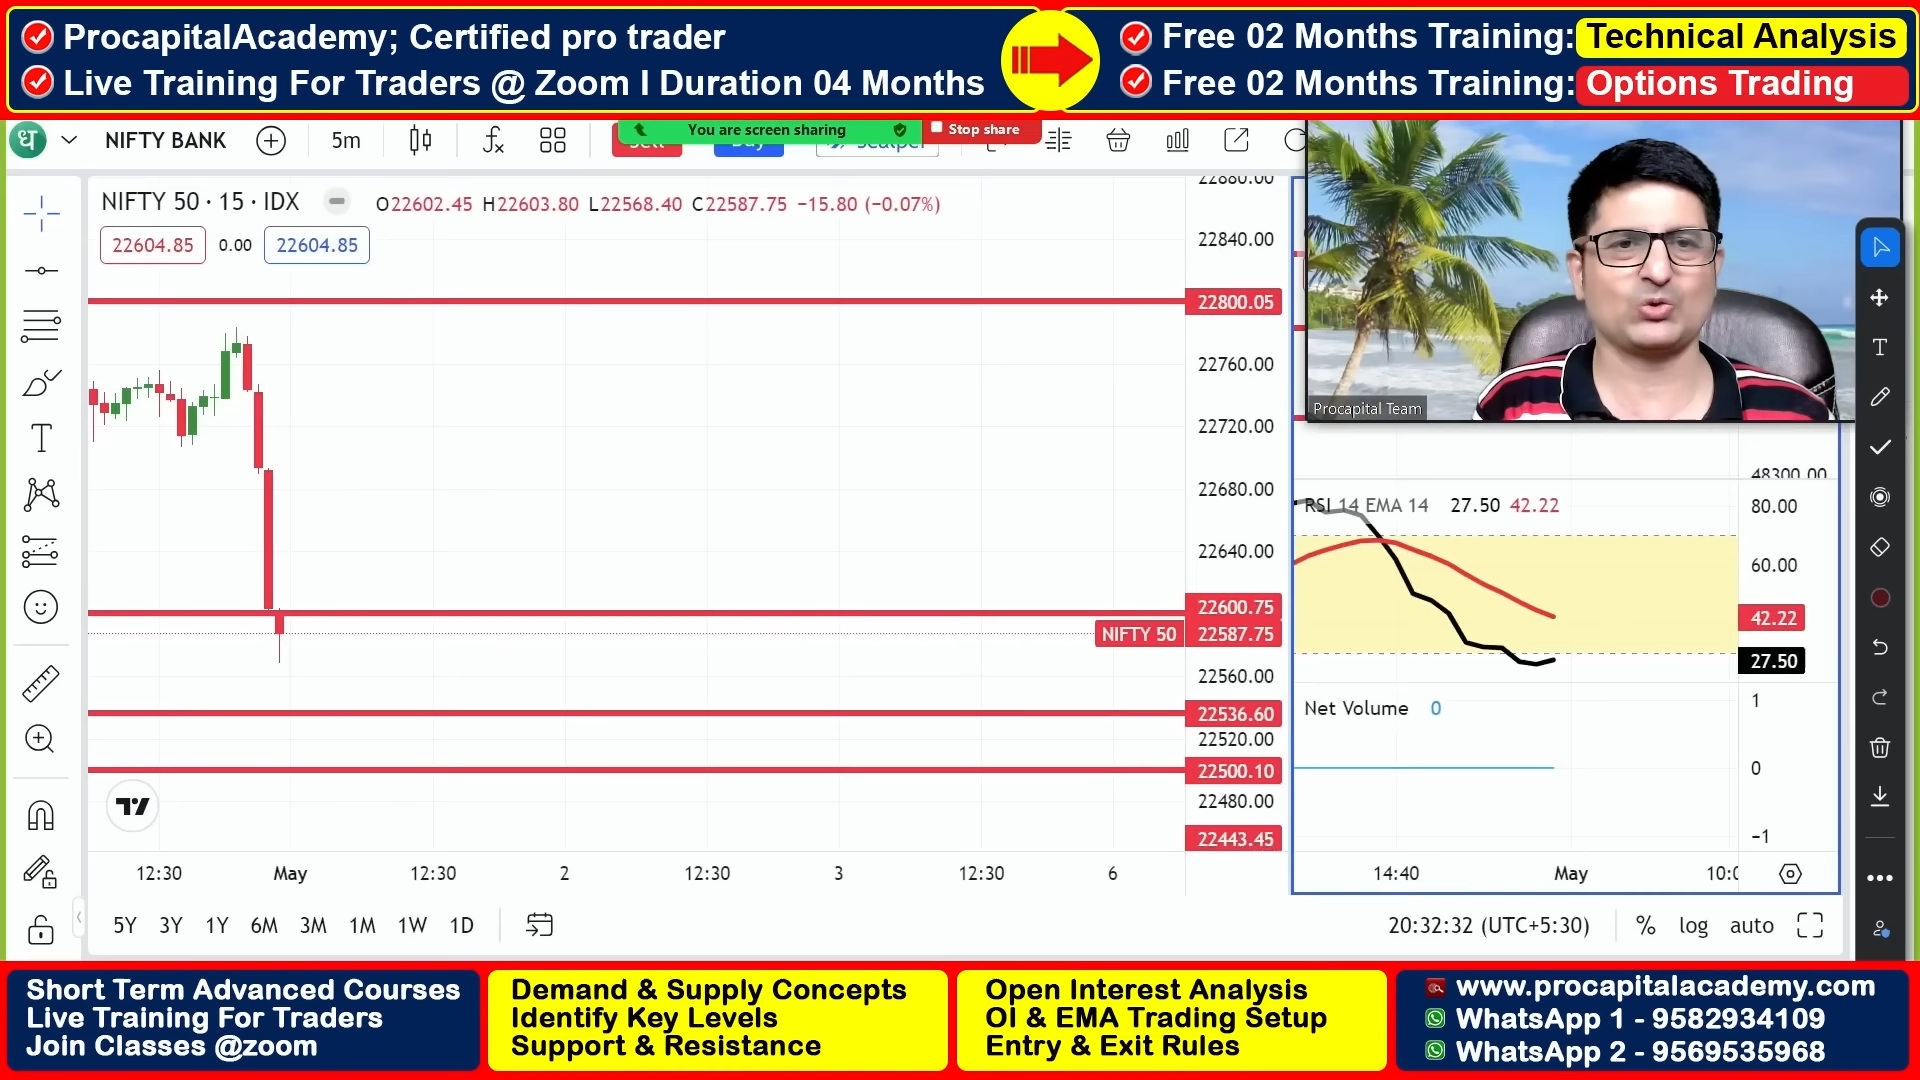 ProcapitalAcademy; Certified pro trader
Live Training For Traders @ Zoom I Duration 04 Months
Free 02 Months Training: Technical Analysis
Free 02 Months Training: Options Trading
ध
NIFTY BANK
5m
Sell
Buy
Scalper
You are screen sharing
Stop share
NIFTY 50 · 15 · IDX
O22602.45 H22603.80 L22568.40 C22587.75 −15.80 (−0.07%)
22604.85 0.00 22604.85
22880.00
22840.00
22800.05
22760.00
22720.00
22680.00
22640.00
22600.75
NIFTY 50 22587.75
22560.00
22536.60
22520.00
22500.10
22480.00
22443.45
12:30 May 12:30 2 12:30 3 12:30 6
Procapital Team
48300.00
RSI 14 EMA 14 27.50 42.22
80.00
60.00
42.22
27.50
Net Volume 0
1
0
−1
14:40 May 10:0
5Y 3Y 1Y 6M 3M 1M 1W 1D
20:32:32 (UTC+5:30) % log auto
Short Term Advanced Courses
Live Training For Traders
Join Classes @zoom
Demand & Supply Concepts
Identify Key Levels
Support & Resistance
Open Interest Analysis
OI & EMA Trading Setup
Entry & Exit Rules
www.procapitalacademy.com
WhatsApp 1 - 9582934109
WhatsApp 2 - 9569535968